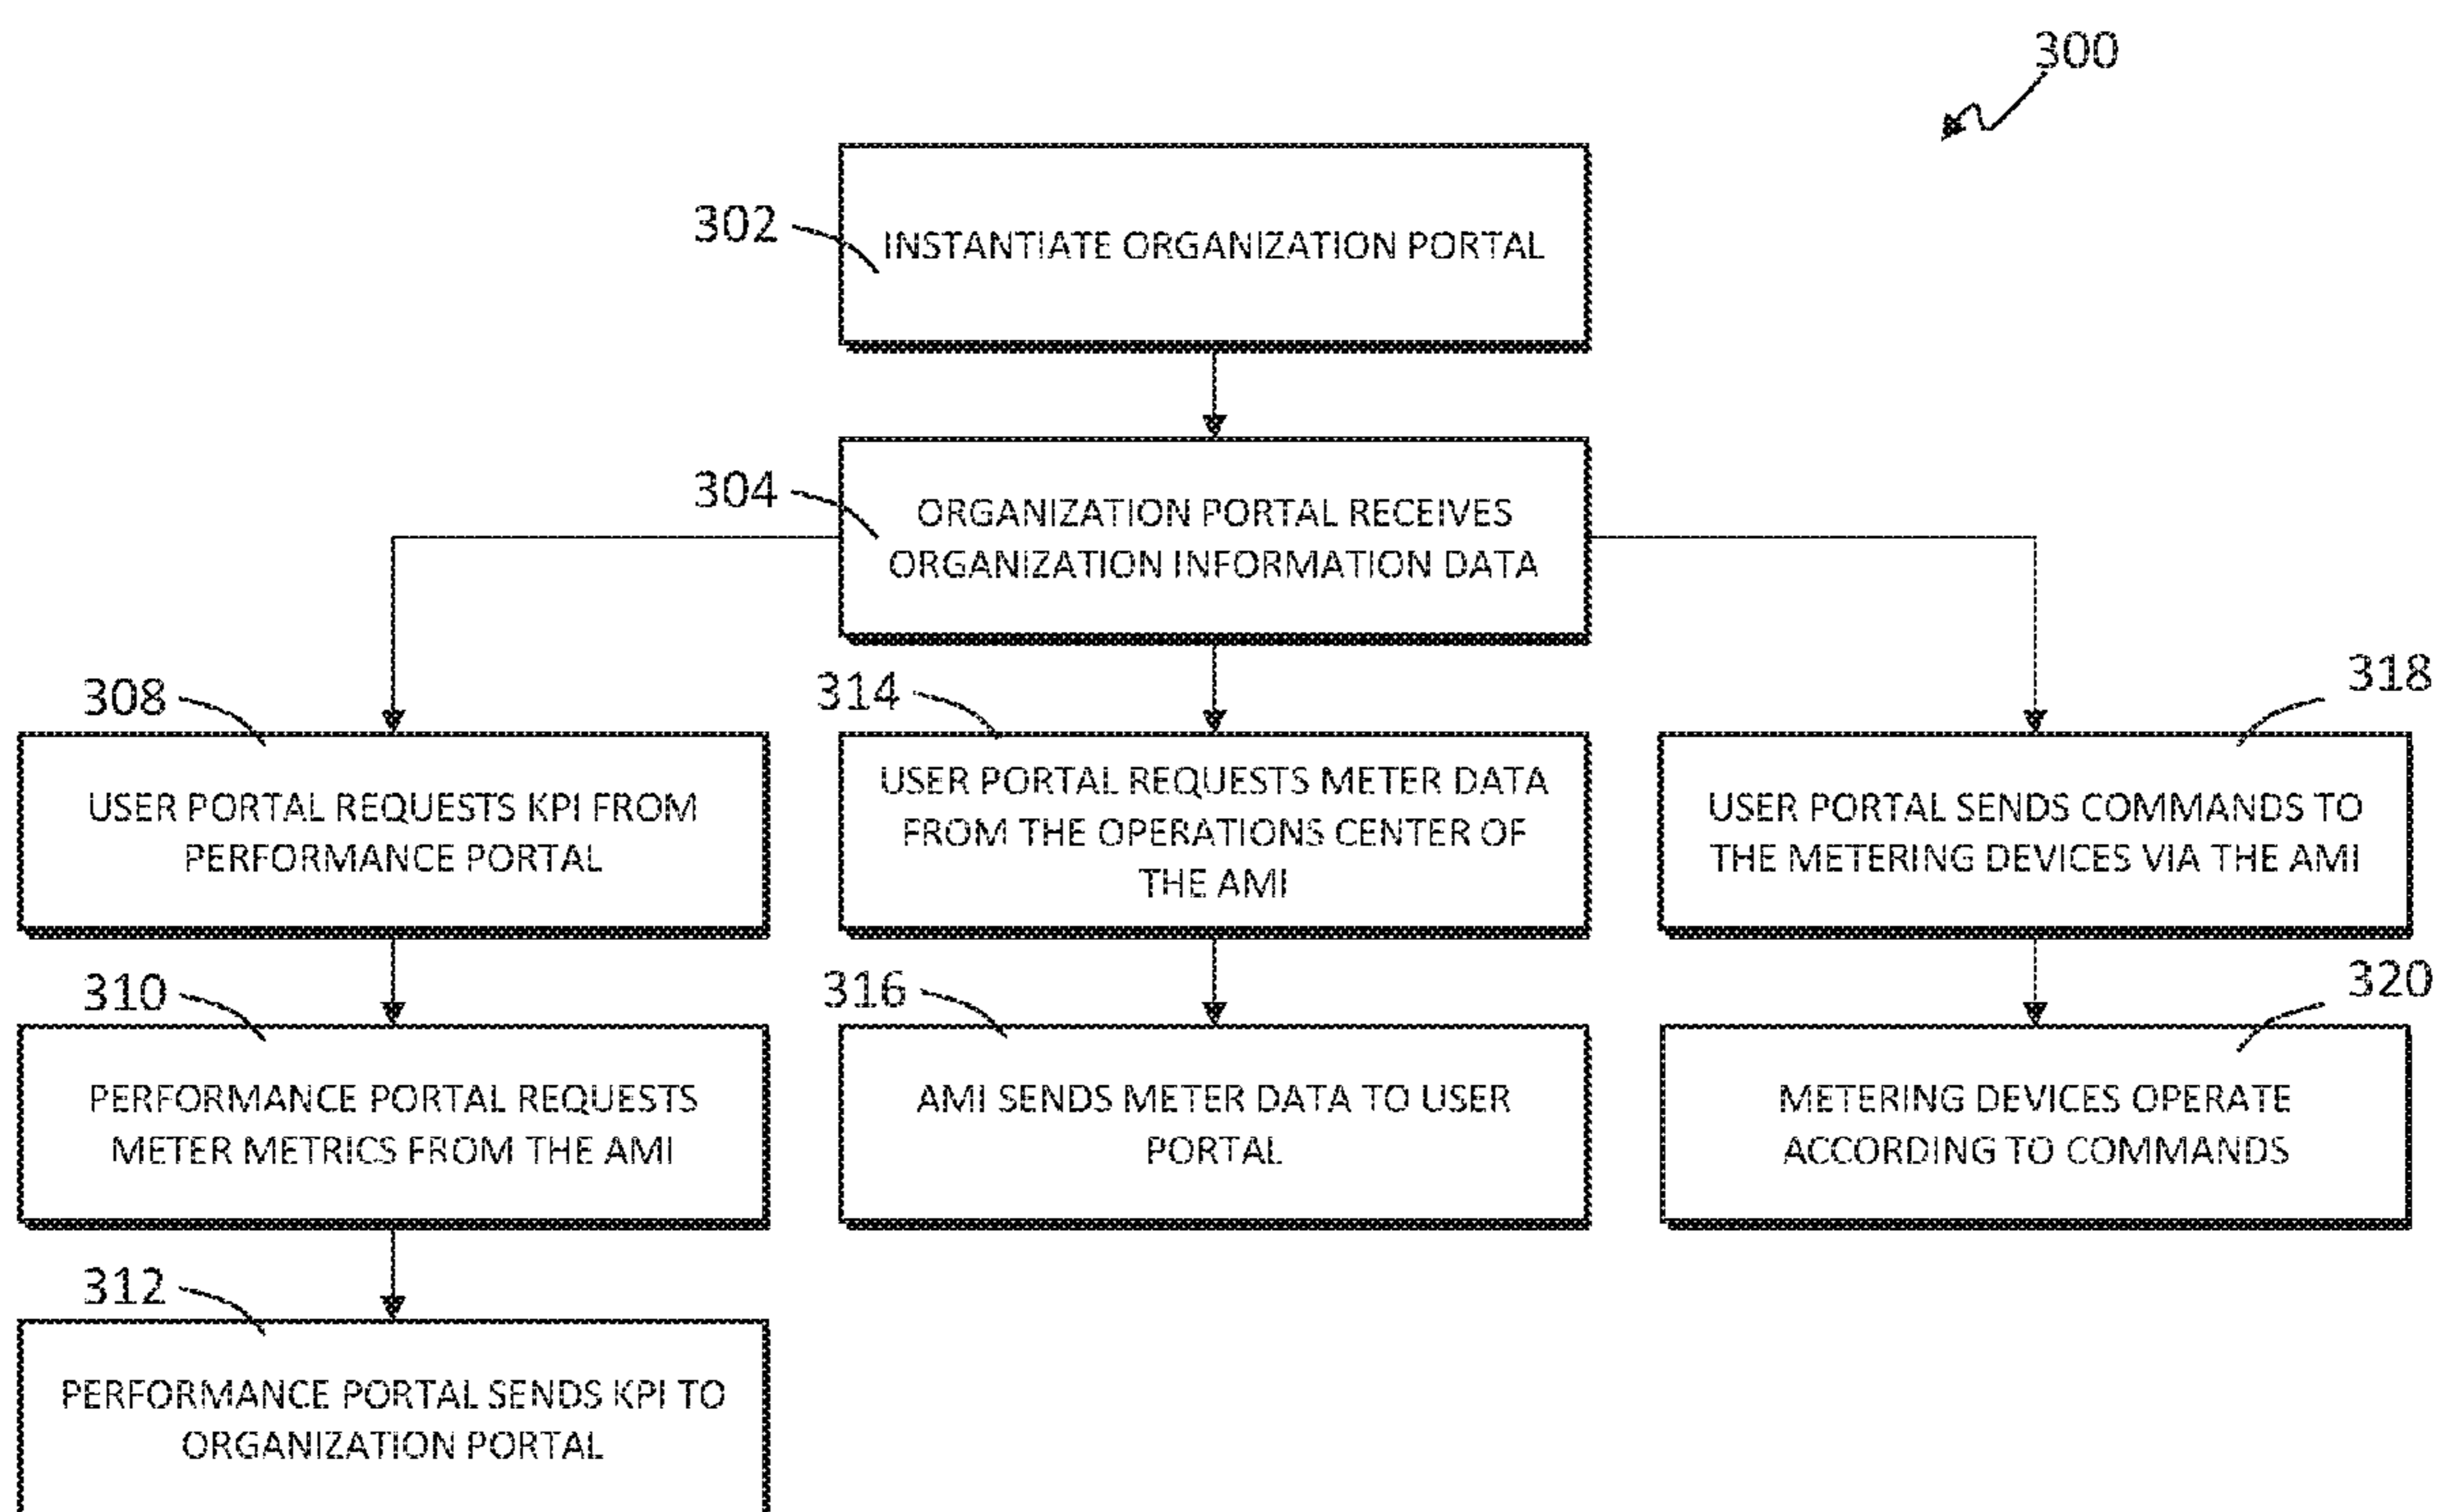 300
302
INSTANTIATE ORGANIZATION PORTAL
304
ORGANIZATION PORTAL RECEIVES
ORGANIZATION INFORMATION DATA
308
USER PORTAL REQUESTS KPI FROM
PERFORMANCE PORTAL
314
USER PORTAL REQUESTS METER DATA
FROM THE OPERATIONS CENTER OF
THE AMI
318
USER PORTAL SENDS COMMANDS TO
THE METERING DEVICES VIA THE AMI
310
PERFORMANCE PORTAL REQUESTS
METER METRICS FROM THE AMI
316
AMI SENDS METER DATA TO USER
PORTAL
320
METERING DEVICES OPERATE
ACCORDING TO COMMANDS
312
PERFORMANCE PORTAL SENDS KPI TO
ORGANIZATION PORTAL